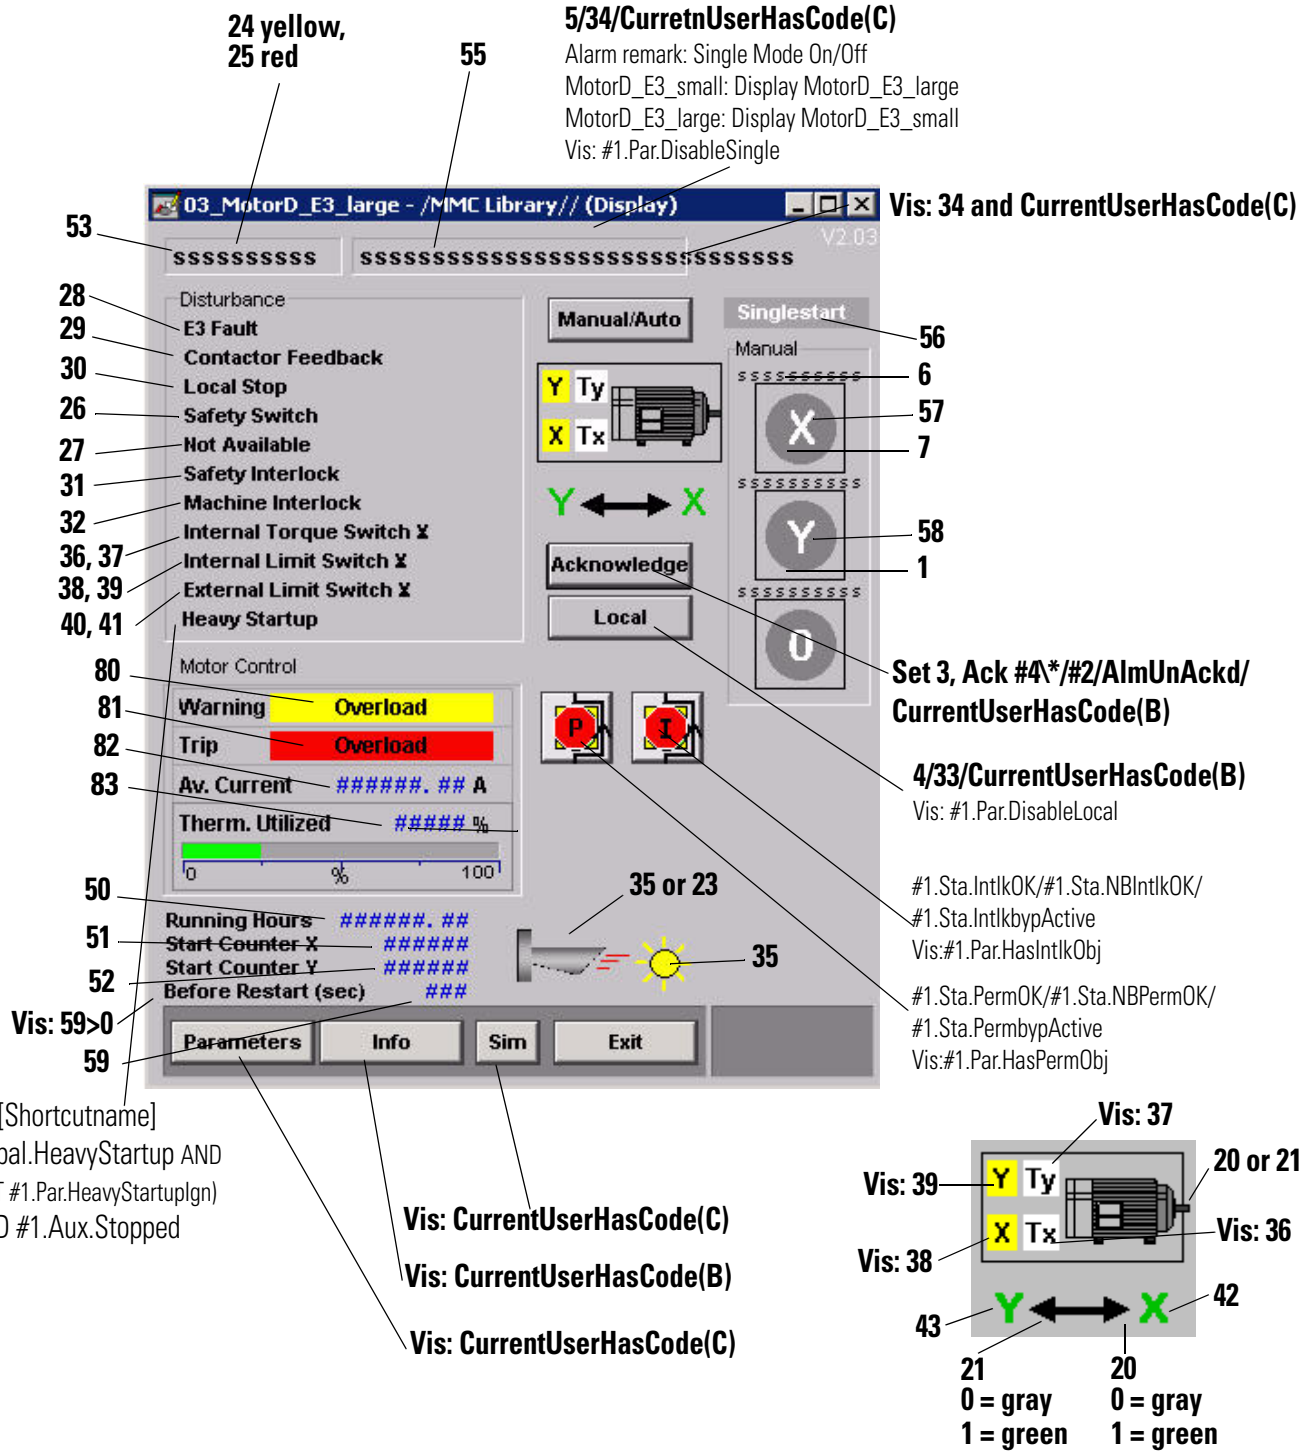 24 yellow,
25 red
55
5/34/CurretnUserHasCode(C)
Alarm remark: Single Mode On/Off
MotorD_E3_small: Display MotorD_E3_large
MotorD_E3_large: Display MotorD_E3_small
Vis: #1.Par.DisableSingle
03_MotorD_E3_large - /MMC Library// (Display)
Vis: 34 and CurrentUserHasCode(C)
V2.03
53
ssssssssss
ssssssssssssssssssssssssssssss
Disturbance
28
E3 Fault
29
Contactor Feedback
30
Local Stop
26
Safety Switch
27
Not Available
31
Safety Interlock
32
Machine Interlock
36, 37
Internal Torque Switch
38, 39
Internal Limit Switch
40, 41
External Limit Switch
Heavy Startup
Manual/Auto
Y Ty
X Tx
Y X
Acknowledge
Local
Singlestart
56
Manual
ssssssssss
6
X
57
7
ssssssssss
Y
58
1
ssssssssss
0
Set 3, Ack #4\*/#2/AlmUnAckd/
CurrentUserHasCode(B)
4/33/CurrentUserHasCode(B)
Vis: #1.Par.DisableLocal
Motor Control
80
Warning Overload
81
Trip Overload
82
Av. Current ######.## A
83
Therm. Utilized ##### %
0 % 100
P I
#1.Sta.IntlkOK/#1.Sta.NBIntlkOK/
#1.Sta.IntlkbypActive
Vis:#1.Par.HasIntlkObj
#1.Sta.PermOK/#1.Sta.NBPermOK/
#1.Sta.PermbypActive
Vis:#1.Par.HasPermObj
35 or 23
35
50
Running Hours ######.##
51
Start Counter X ######
52
Start Counter Y ######
Before Restart (sec) ###
Vis: 59>0
59
Parameters Info Sim Exit
[Shortcutname]
bal.HeavyStartup AND
T #1.Par.HeavyStartupIgn)
D #1.Aux.Stopped
Vis: CurrentUserHasCode(C)
Vis: CurrentUserHasCode(B)
Vis: CurrentUserHasCode(C)
Vis: 37
20 or 21
Vis: 39
Y Ty
X Tx
Vis: 36
Vis: 38
Y X
42
43
21
0 = gray
1 = green
20
0 = gray
1 = green